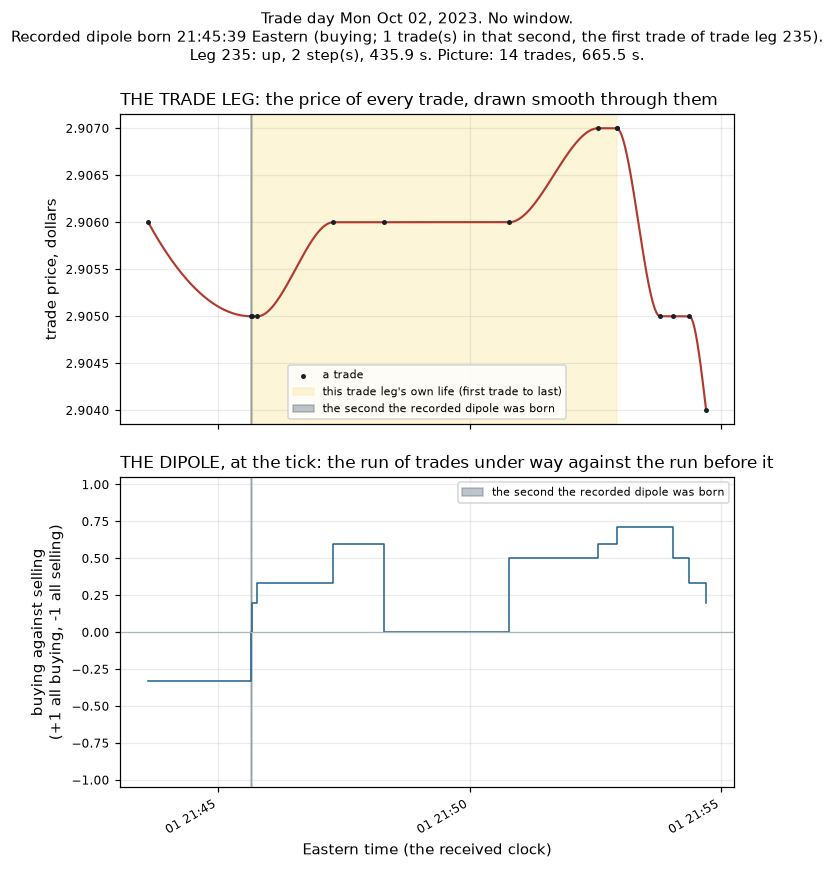 Trade day Mon Oct 02, 2023. No window.
Recorded dipole born 21:45:39 Eastern (buying; 1 trade(s) in that second, the first trade of trade leg 235).
Leg 235: up, 2 step(s), 435.9 s. Picture: 14 trades, 665.5 s.
THE TRADE LEG: the price of every trade, drawn smooth through them
trade price, dollars
2.9070
2.9065
2.9060
2.9055
2.9050
2.9045
2.9040
a trade
this trade leg's own life (first trade to last)
the second the recorded dipole was born
THE DIPOLE, at the tick: the run of trades under way against the run before it
buying against selling
(+1 all buying, -1 all selling)
1.00
0.75
0.50
0.25
0.00
−0.25
−0.50
−0.75
−1.00
the second the recorded dipole was born
01 21:45
01 21:50
01 21:55
Eastern time (the received clock)